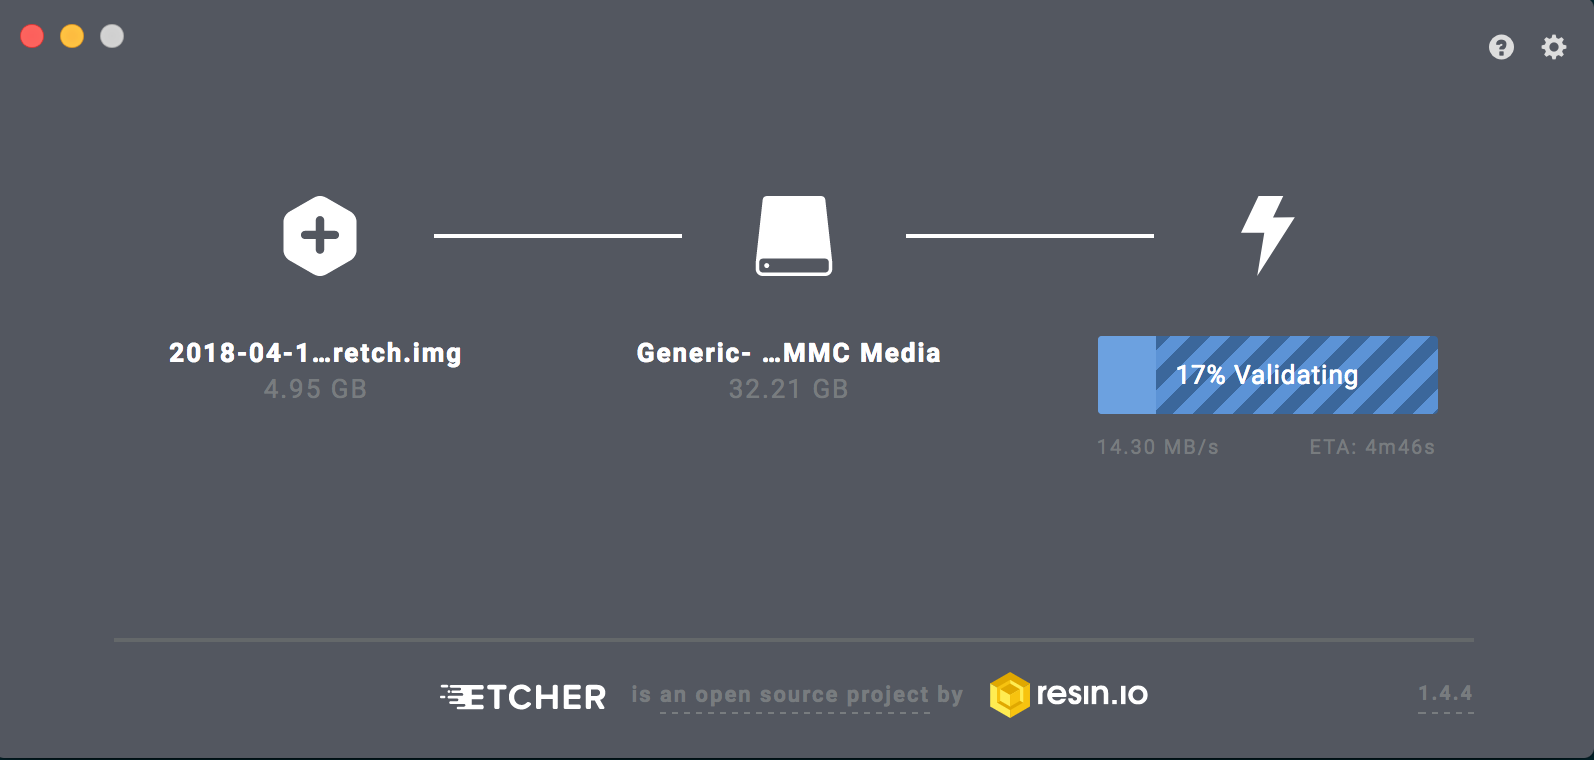 2018-04-1…retch.img
4.95 GB
Generic- …MMC Media
32.21 GB
17% Validating
14.30 MB/s
ETA: 4m46s
ETCHER is an open source project by resin.io
1.4.4